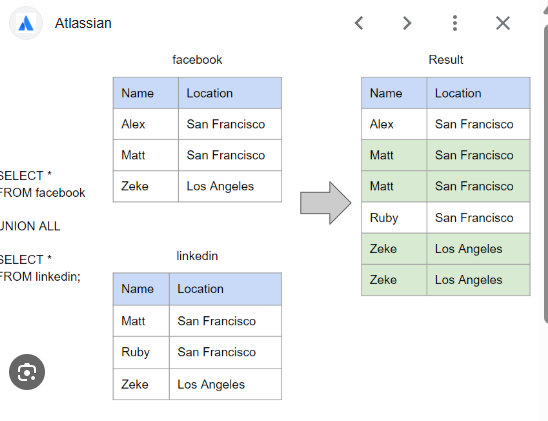 Atlassian
facebook
Name Location
Alex San Francisco
Matt San Francisco
Zeke Los Angeles
SELECT *
FROM facebook
UNION ALL
SELECT *
FROM linkedin;
linkedin
Name Location
Matt San Francisco
Ruby San Francisco
Zeke Los Angeles
Result
Name Location
Alex San Francisco
Matt San Francisco
Matt San Francisco
Ruby San Francisco
Zeke Los Angeles
Zeke Los Angeles